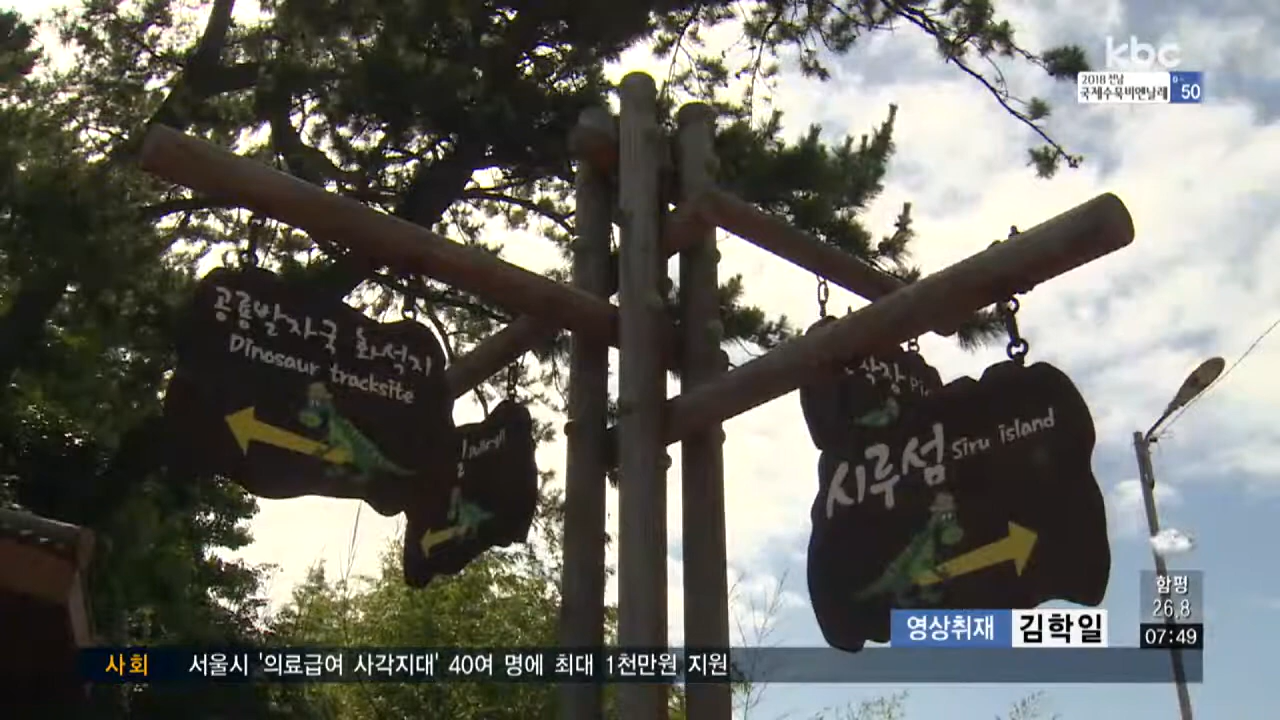 kbc
2018 전남
국제수묵비엔날레
D- 50
공룡발자국 화석지
Dinosaur tracksite
시루섬 Siru island
영상취재 김학일
함평
26.8
07:49
사회 서울시 '의료급여 사각지대' 40여 명에 최대 1천만원 지원